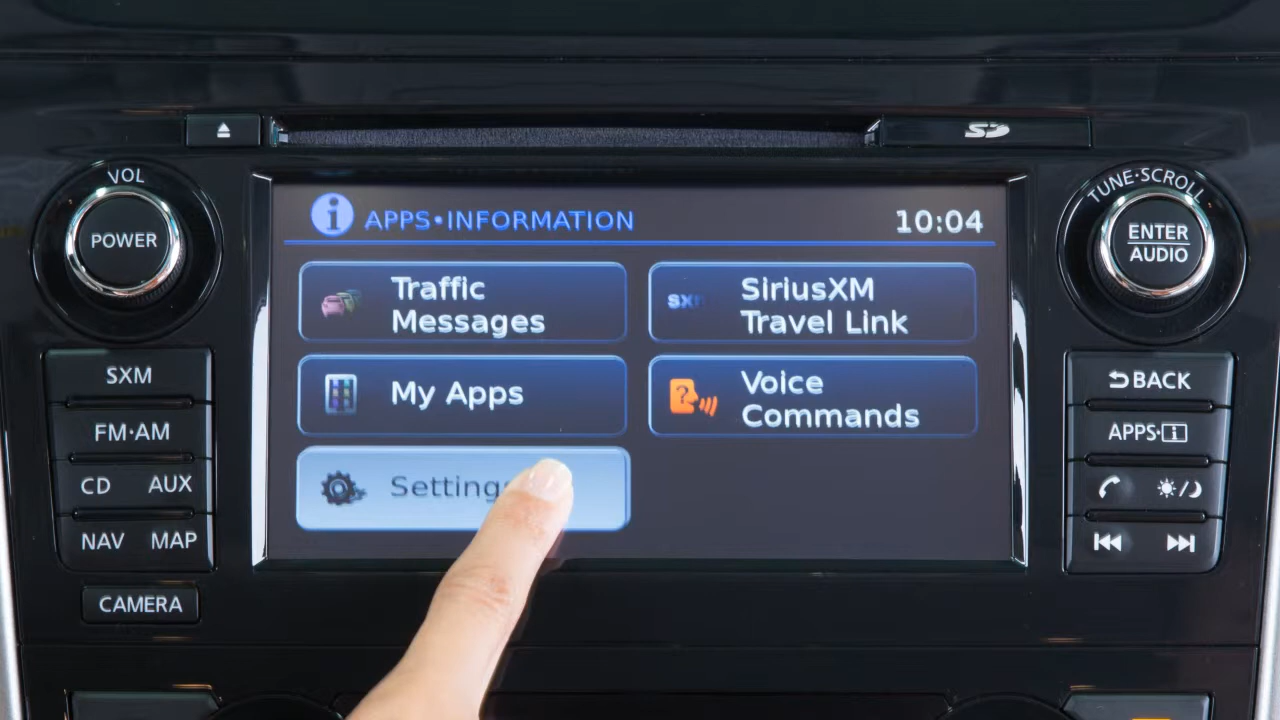 SD
VOL
POWER
TUNE·SCROLL
ENTER
AUDIO
i APPS•INFORMATION
10:04
Traffic
Messages
SiriusXM
Travel Link
My Apps
? Voice
Commands
SXM
FM·AM
CD AUX
NAV MAP
CAMERA
BACK
APPS·i